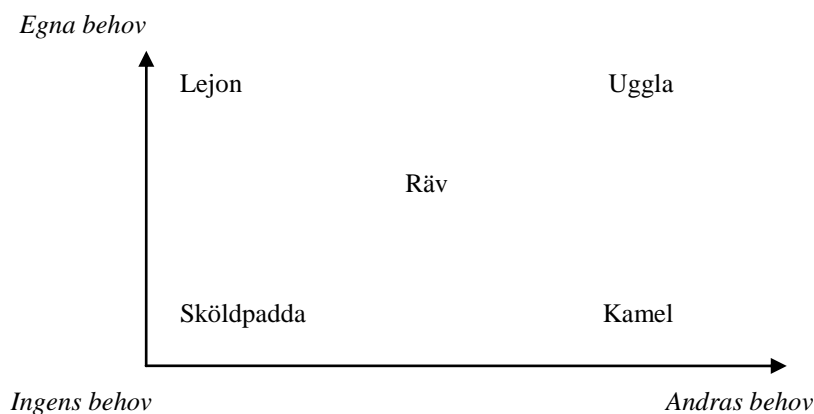 Egna behov
Lejon Uggla
Räv
Sköldpadda Kamel
Ingens behov Andras behov